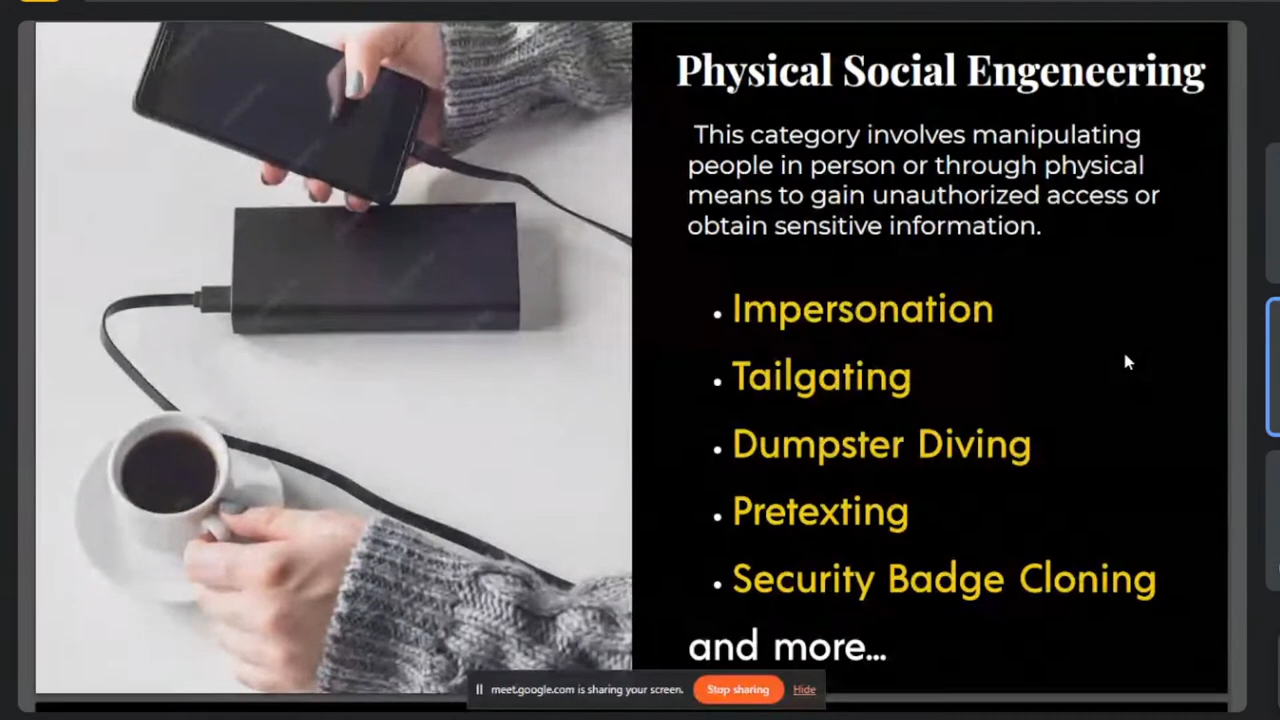 Physical Social Engeneering
This category involves manipulating
people in person or through physical
means to gain unauthorized access or
obtain sensitive information.
• Impersonation
• Tailgating
• Dumpster Diving
• Pretexting
• Security Badge Cloning
and more...
meet.google.com is sharing your screen. Stop sharing Hide